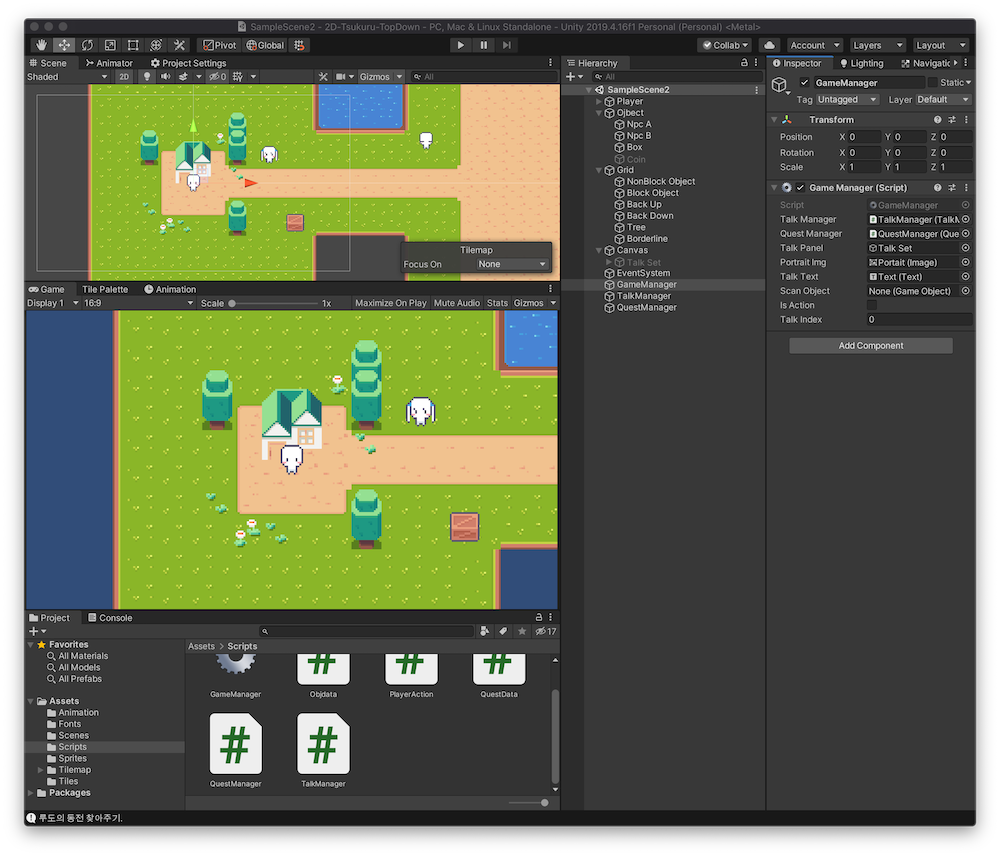 SampleScene2 - 2D-Tsukuru-TopDown - PC, Mac & Linux Standalone - Unity 2019.4.16f1 Personal (Personal) <Metal>
Pivot Global Collab Account Layers Layout
Scene Animator Project Settings
Shaded 2D 0 Gizmos All
Tilemap
Focus On None
Game Tile Palette Animation
Display 1 16:9 Scale 1x Maximize On Play Mute Audio Stats Gizmos
Project Console
17
Favorites
All Materials
All Models
All Prefabs
Assets
Animation
Fonts
Scenes
Scripts
Sprites
Tilemap
Tiles
Packages
Assets > Scripts
GameManager Objdata PlayerAction QuestData
# # #
# #
QuestManager TalkManager
루도의 동전 찾아주기.
Hierarchy
All
SampleScene2
Player
Ojbect
Npc A
Npc B
Box
Coin
Grid
NonBlock Object
Block Object
Back Up
Back Down
Tree
Borderline
Canvas
Talk Set
EventSystem
GameManager
TalkManager
QuestManager
Inspector Lighting Navigatic
GameManager Static
Tag Untagged Layer Default
Transform
Position X 0 Y 0 Z 0
Rotation X 0 Y 0 Z 0
Scale X 1 Y 1 Z 1
Game Manager (Script)
Script GameManager
Talk Manager TalkManager (TalkM
Quest Manager QuestManager (Que
Talk Panel Talk Set
Portrait Img Portait (Image)
Talk Text Text (Text)
Scan Object None (Game Object)
Is Action
Talk Index 0
Add Component